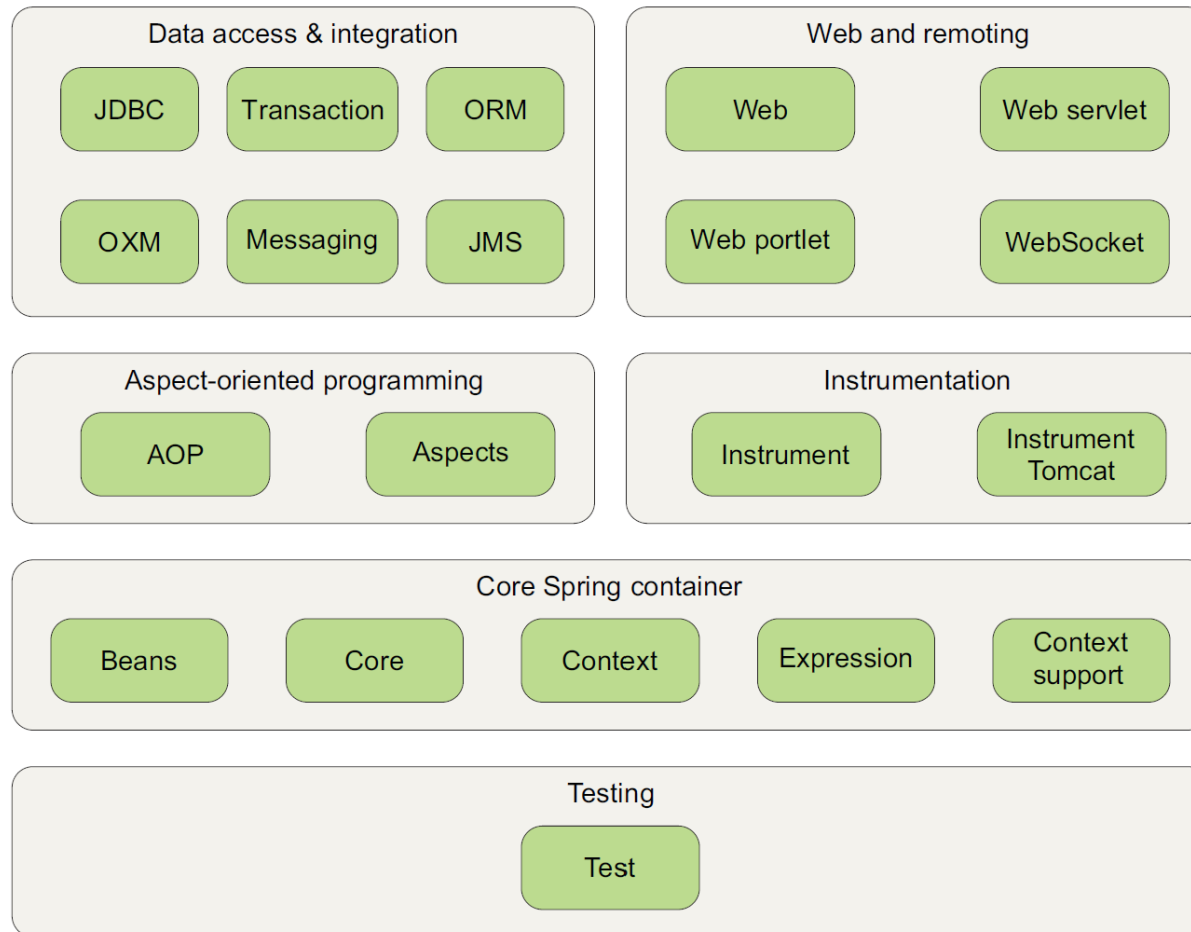 Data access & integration
JDBC
Transaction
ORM
OXM
Messaging
JMS
Web and remoting
Web
Web servlet
Web portlet
WebSocket
Aspect-oriented programming
AOP
Aspects
Instrumentation
Instrument
Instrument
Tomcat
Core Spring container
Beans
Core
Context
Expression
Context
support
Testing
Test